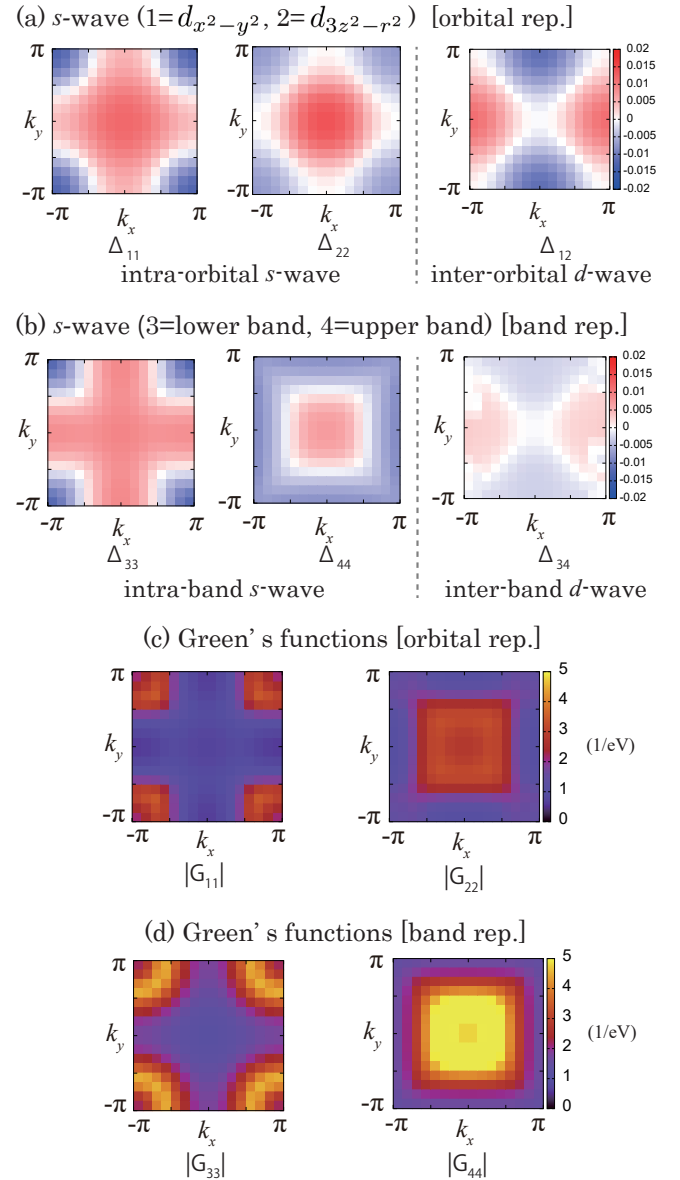 (a) s-wave (1=d_{x²−y²}, 2=d_{3z²−r²}) [orbital rep.]
π
k_y
-π
-π k_x π
Δ_11
π
k_y
-π
-π k_x π
Δ_22
intra-orbital s-wave
π
k_y
-π
-π k_x π
Δ_12
inter-orbital d-wave
0.02
0.015
0.01
0.005
0
-0.005
-0.01
-0.015
-0.02
(b) s-wave (3=lower band, 4=upper band) [band rep.]
π
k_y
-π
-π k_x π
Δ_33
π
k_y
-π
-π k_x π
Δ_44
intra-band s-wave
π
k_y
-π
-π k_x π
Δ_34
inter-band d-wave
0.02
0.015
0.01
0.005
0
-0.005
-0.01
-0.015
-0.02
(c) Green's functions [orbital rep.]
π
k_y
-π
-π k_x π
|G_11|
π
k_y
-π
-π k_x π
|G_22|
5
4
3
2
1
0
(1/eV)
(d) Green's functions [band rep.]
π
k_y
-π
-π k_x π
|G_33|
π
k_y
-π
-π k_x π
|G_44|
5
4
3
2
1
0
(1/eV)